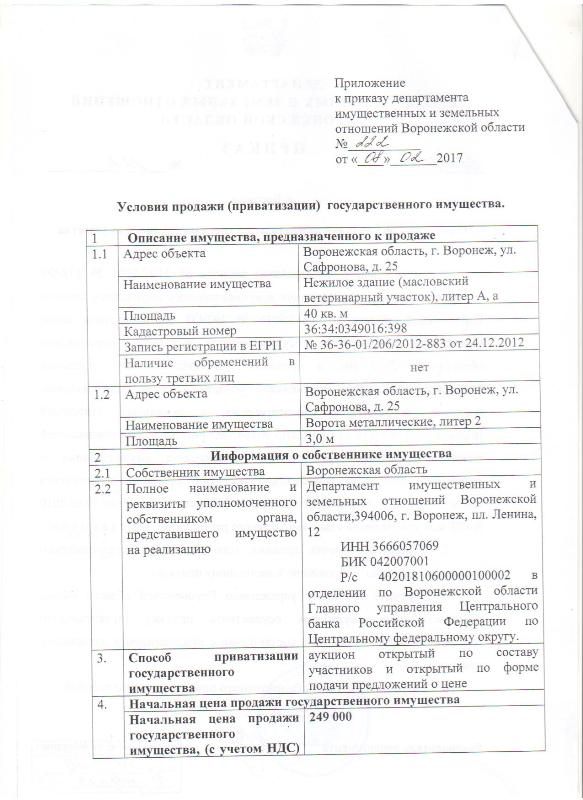 Приложение
к приказу департамента
имущественных и земельных
отношений Воронежской области
№ 222
от « 07 » 02 2017
Условия продажи (приватизации) государственного имущества.
1 Описание имущества, предназначенного к продаже
1.1 Адрес объекта Воронежская область, г. Воронеж, ул.
Сафронова, д. 25
Наименование имущества Нежилое здание (масловский
ветеринарный участок), литер А, а
Площадь 40 кв. м
Кадастровый номер 36:34:0349016:398
Запись регистрации в ЕГРП № 36-36-01/206/2012-883 от 24.12.2012
Наличие обременений в
пользу третьих лиц нет
1.2 Адрес объекта Воронежская область, г. Воронеж, ул.
Сафронова, д. 25
Наименование имущества Ворота металлические, литер 2
Площадь 3,0 м
2 Информация о собственнике имущества
2.1 Собственник имущества Воронежская область
2.2 Полное наименование и Департамент имущественных и
реквизиты уполномоченного земельных отношений Воронежской
собственником органа, области,394006, г. Воронеж, пл. Ленина,
представившего имущество 12
на реализацию ИНН 3666057069
БИК 042007001
Р/с 40201810600000100002 в
отделении по Воронежской области
Главного управления Центрального
банка Российской Федерации по
Центральному федеральному округу.
3. Способ приватизации аукцион открытый по составу
государственного участников и открытый по форме
имущества подачи предложений о цене
4. Начальная цена продажи государственного имущества
Начальная цена продажи 249 000
государственного
имущества, (с учетом НДС)